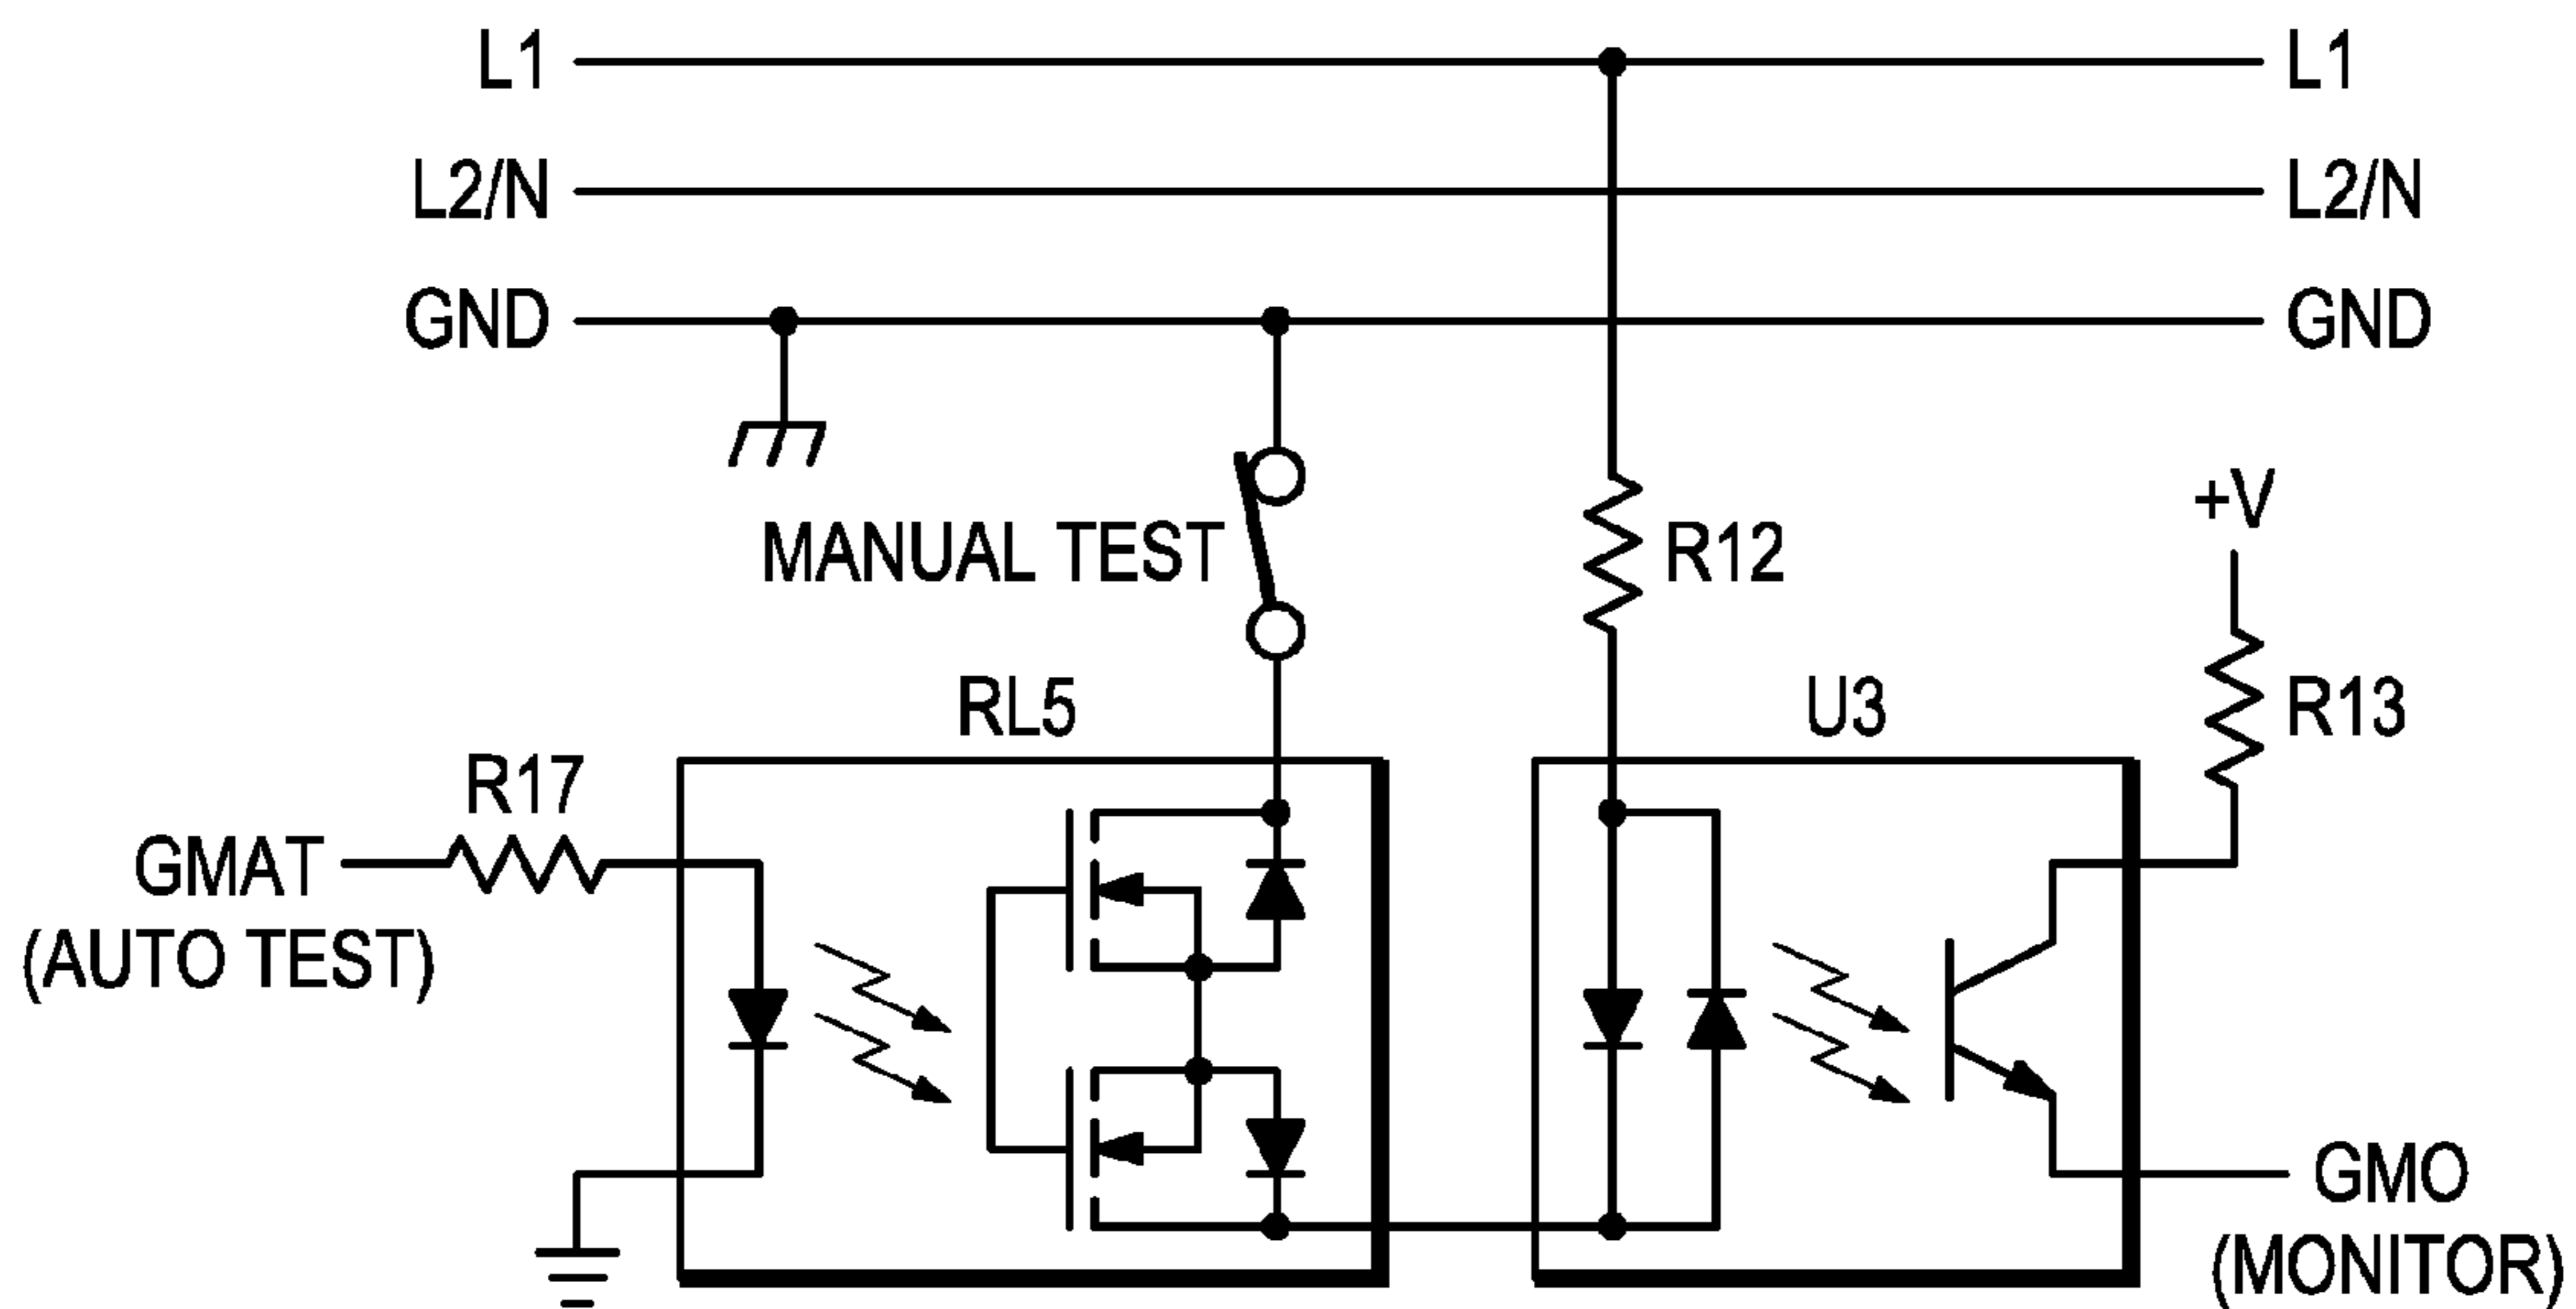 L1
L1
L2/N
L2/N
GND
GND
+V
MANUAL TEST
R12
RL5
U3
R13
R17
GMAT
(AUTO TEST)
GMO
(MONITOR)